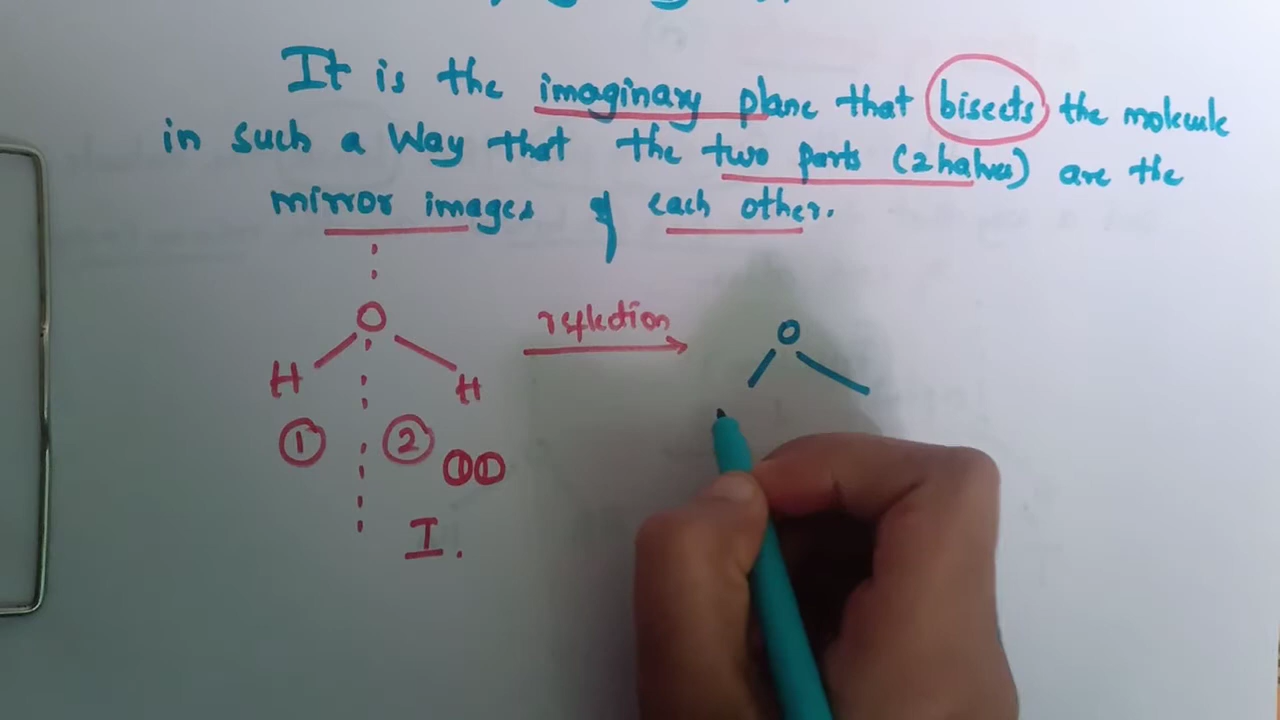 It is the imaginary plane that bisects the molecule
in such a way that the two parts (2 halves) are the
mirror images of each other.
O
H H
1 2
I.
reflection
O